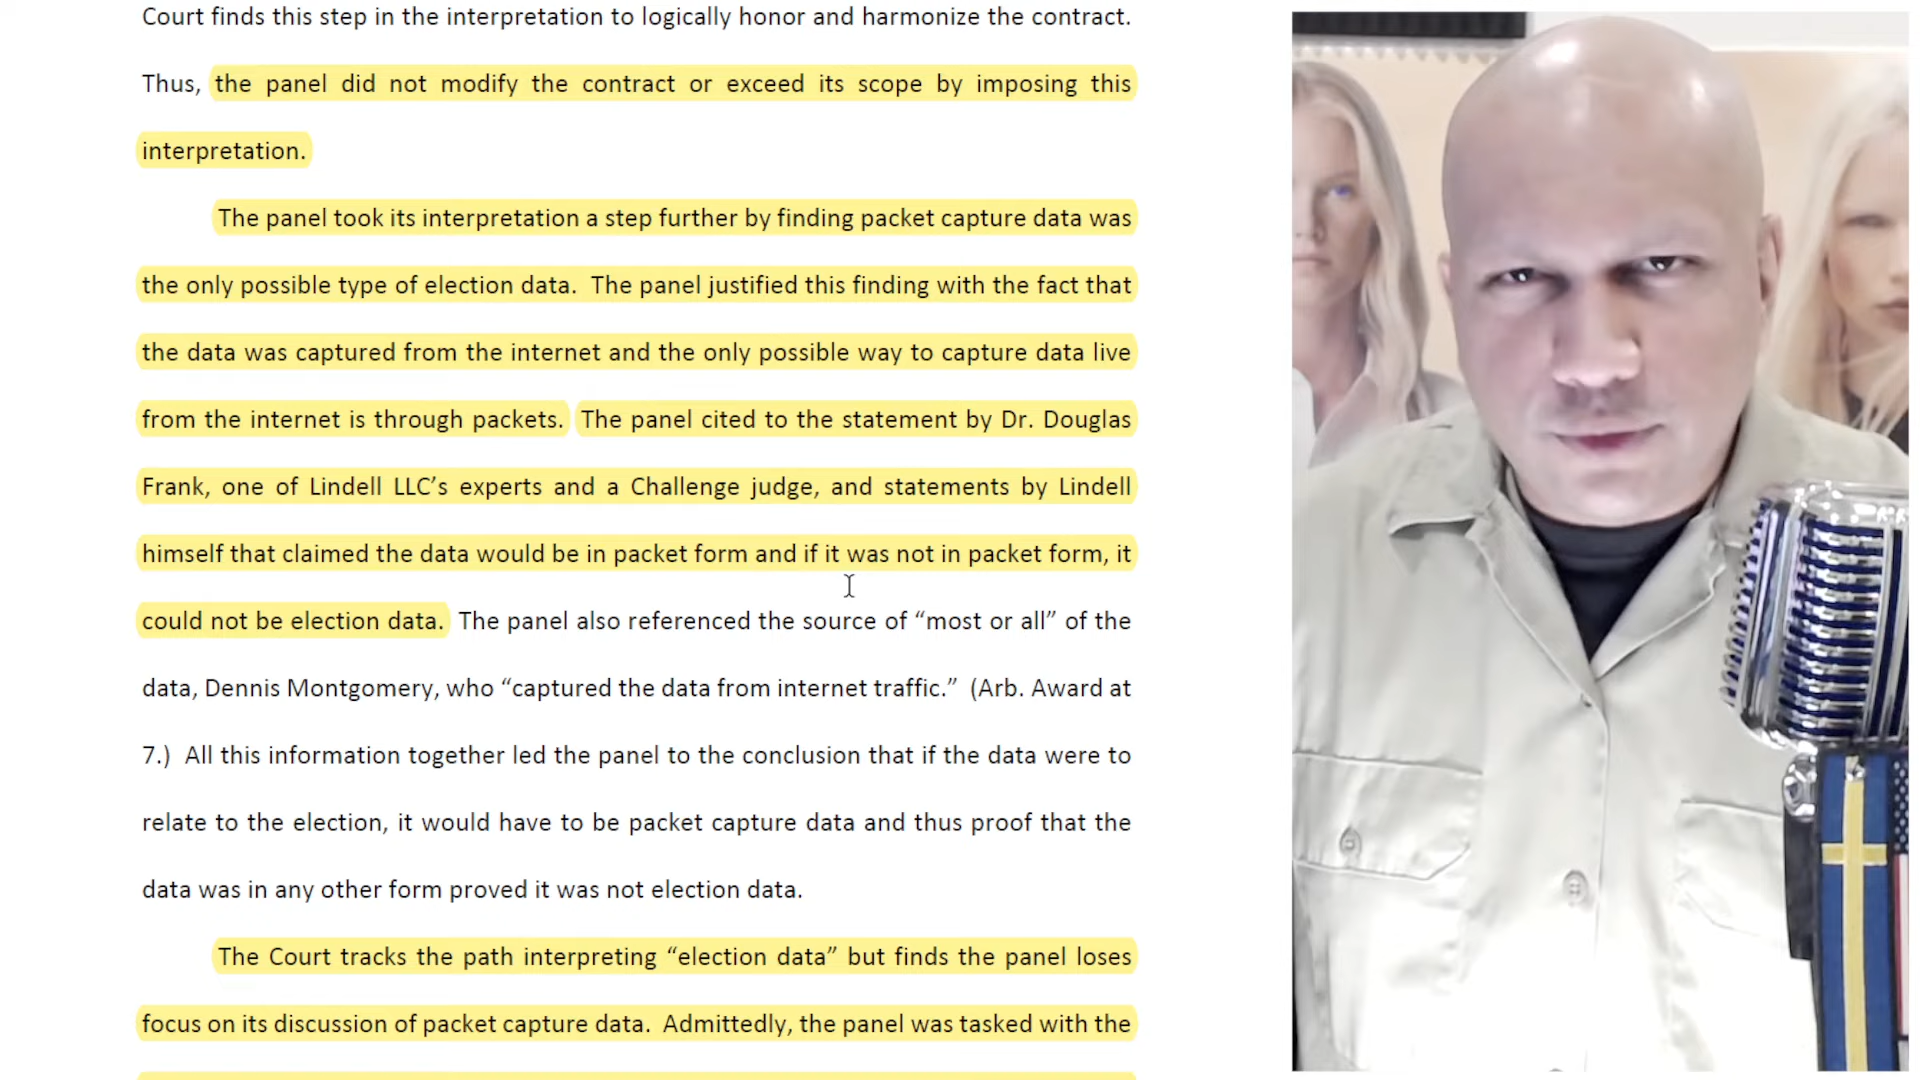 Court finds this step in the interpretation to logically honor and harmonize the contract.
Thus, the panel did not modify the contract or exceed its scope by imposing this
interpretation.
The panel took its interpretation a step further by finding packet capture data was
the only possible type of election data.  The panel justified this finding with the fact that
the data was captured from the internet and the only possible way to capture data live
from the internet is through packets.  The panel cited to the statement by Dr. Douglas
Frank, one of Lindell LLC’s experts and a Challenge judge, and statements by Lindell
himself that claimed the data would be in packet form and if it was not in packet form, it
could not be election data.  The panel also referenced the source of “most or all” of the
data, Dennis Montgomery, who “captured the data from internet traffic.”  (Arb. Award at
7.)  All this information together led the panel to the conclusion that if the data were to
relate to the election, it would have to be packet capture data and thus proof that the
data was in any other form proved it was not election data.
The Court tracks the path interpreting “election data” but finds the panel loses
focus on its discussion of packet capture data.  Admittedly, the panel was tasked with the